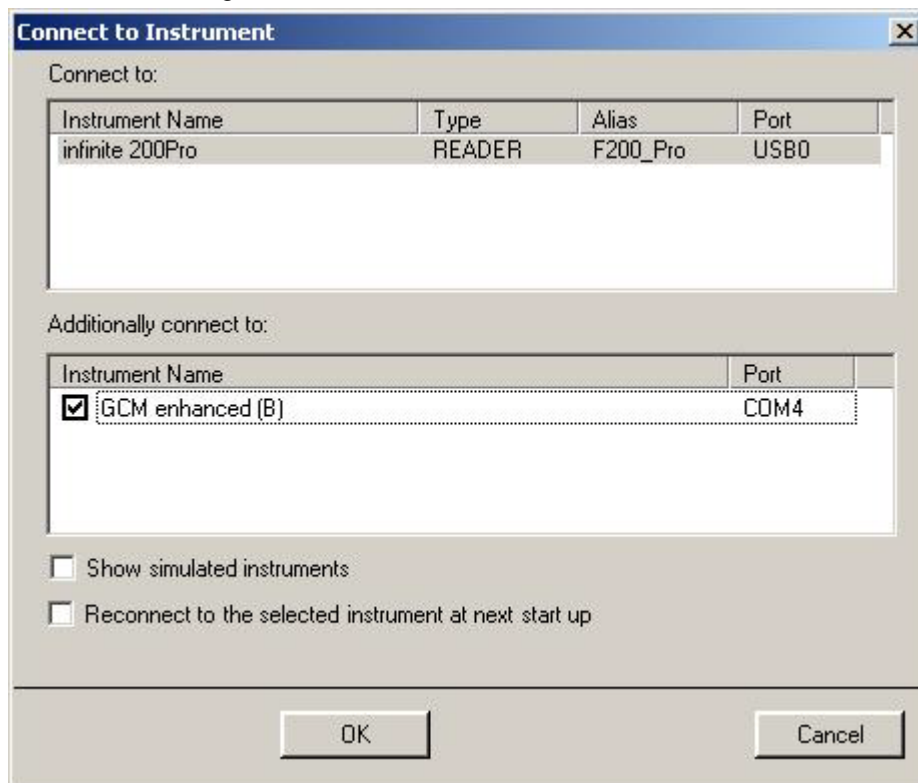 Connect to Instrument
Connect to:
Instrument Name Type Alias Port
infinite 200Pro READER F200_Pro USB0
Additionally connect to:
Instrument Name Port
GCM enhanced (B) COM4
Show simulated instruments
Reconnect to the selected instrument at next start up
OK Cancel